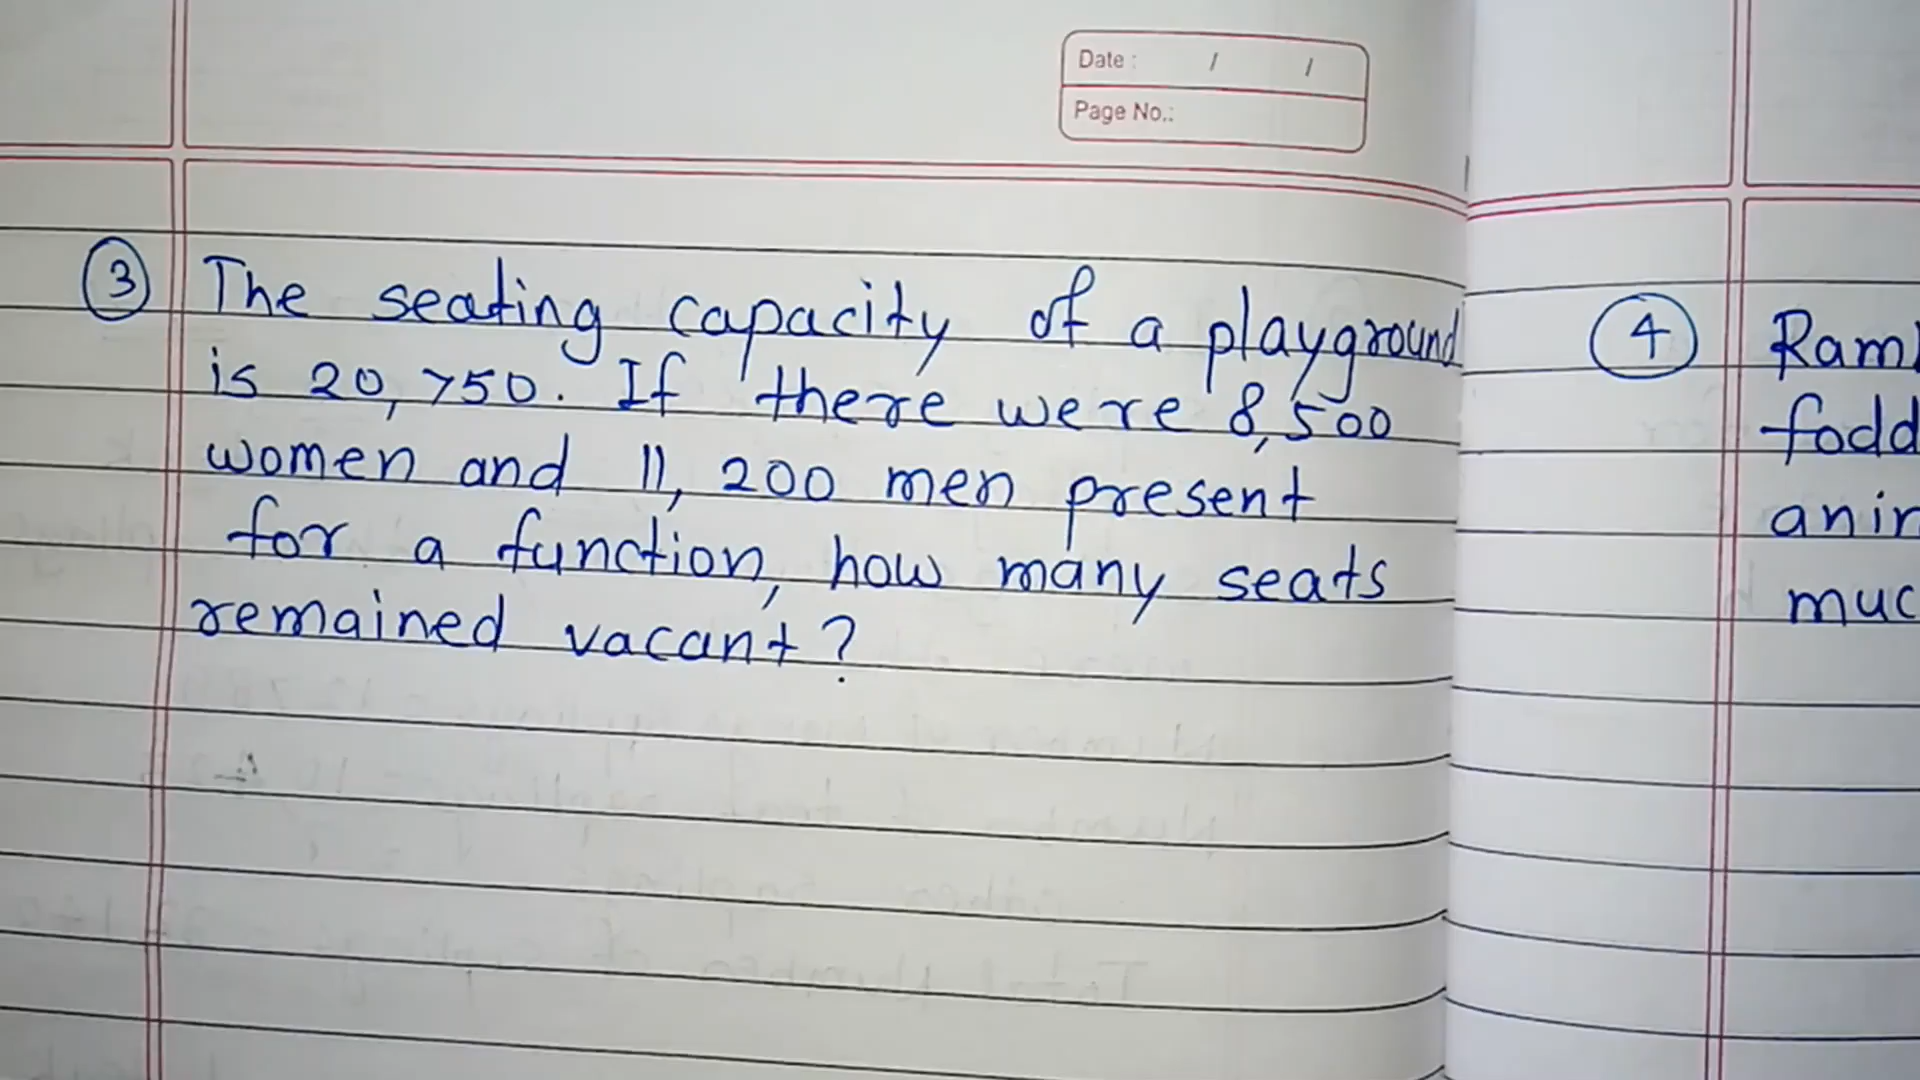 Date : / /
Page No.:
③ The seating capacity of a playground
is 20,750. If there were 8,500
women and 11, 200 men present
for a function, how many seats
remained vacant?
④ Ram
fodd
anin
muc